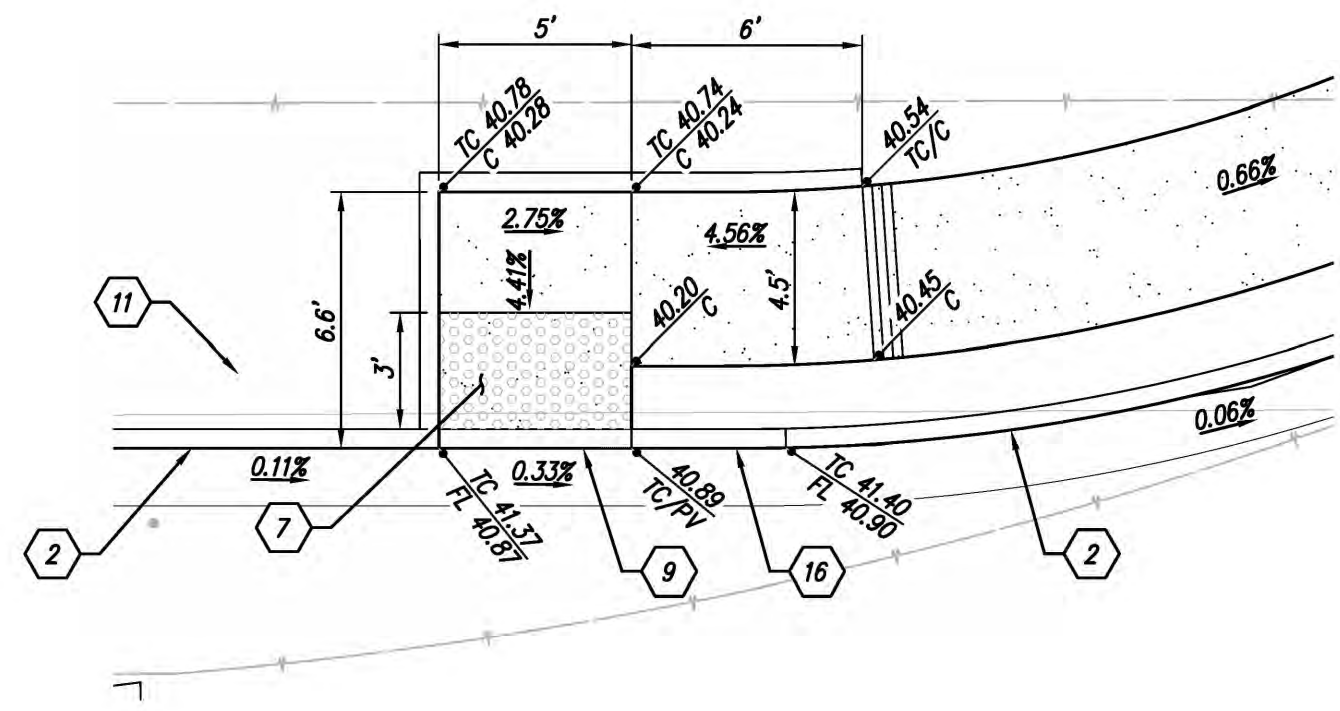 5'
6'
TC 40.78
C 40.28
TC 40.74
C 40.24
40.54
TC/C
0.66%
2.75%
4.56%
4.41%
4.5'
11
6.6'
3'
40.20
C
40.45
C
0.06%
0.11%
0.33%
TC 41.37
FL 40.87
40.89
TC/PV
TC 41.40
FL 40.90
2
7
9
16
2